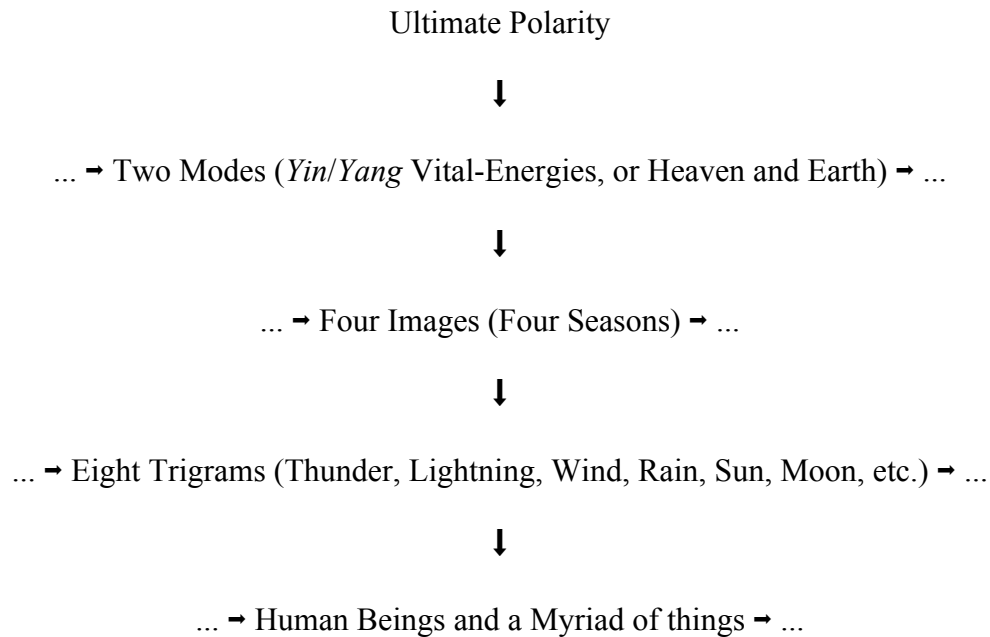 Ultimate Polarity
⬇
... ➡ Two Modes (Yin/Yang Vital-Energies, or Heaven and Earth) ➡ ...
⬇
... ➡ Four Images (Four Seasons) ➡ ...
⬇
... ➡ Eight Trigrams (Thunder, Lightning, Wind, Rain, Sun, Moon, etc.) ➡ ...
⬇
... ➡ Human Beings and a Myriad of things ➡ ...